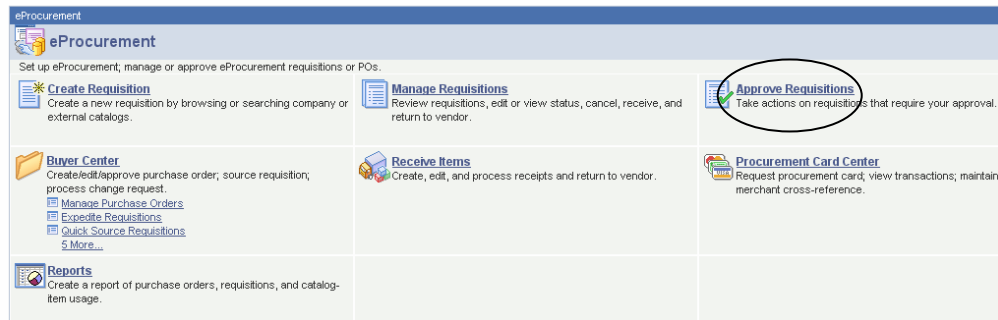 eProcurement
eProcurement
Set up eProcurement; manage or approve eProcurement requisitions or POs.
Create Requisition
Create a new requisition by browsing or searching company or
external catalogs.
Manage Requisitions
Review requisitions, edit or view status, cancel, receive, and
return to vendor.
Approve Requisitions
Take actions on requisitions that require your approval.
Buyer Center
Create/edit/approve purchase order; source requisition;
process change request.
Manage Purchase Orders
Expedite Requisitions
Quick Source Requisitions
5 More...
Receive Items
Create, edit, and process receipts and return to vendor.
Procurement Card Center
Request procurement card; view transactions; maintain
merchant cross-reference.
Reports
Create a report of purchase orders, requisitions, and catalog-
item usage.